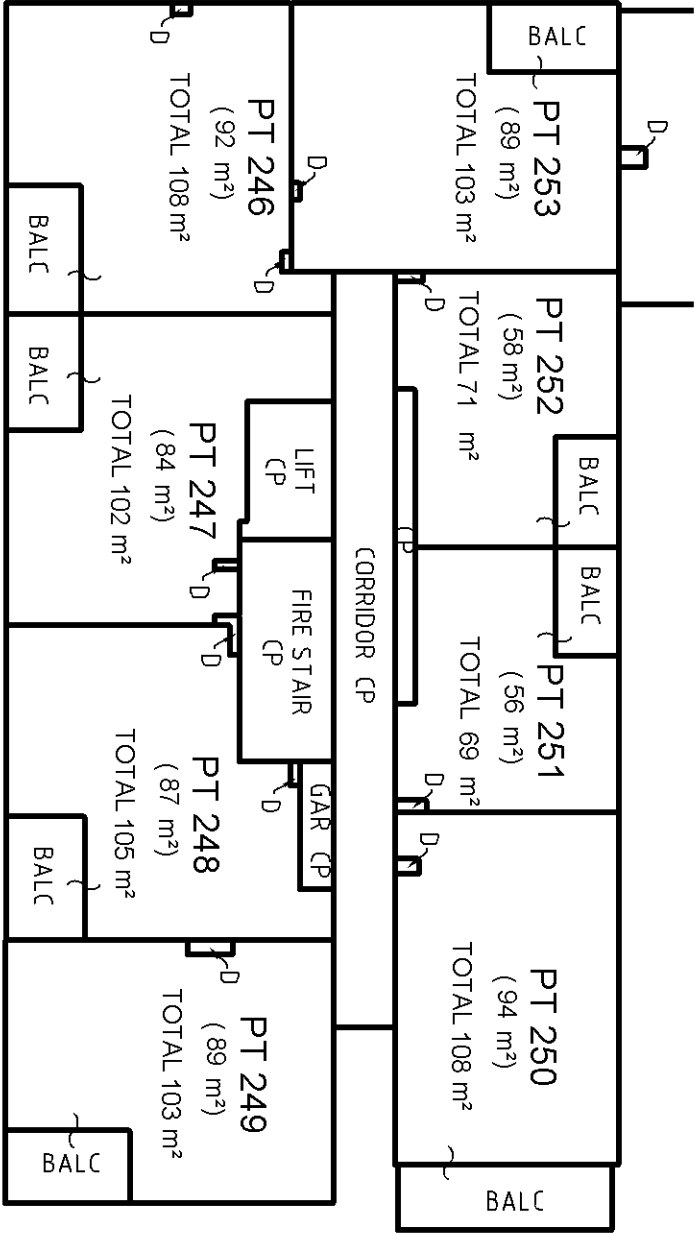 BALC
D
PT 253
(89 m²)
TOTAL 103 m²
D
D
PT 246
(92 m²)
TOTAL 108 m²
D
BALC
D
PT 252
(58 m²)
TOTAL 71 m²
BALC
CP
BALC
PT 251
(56 m²)
TOTAL 69 m²
D
D
PT 250
(94 m²)
TOTAL 108 m²
BALC
CORRIDOR CP
LIFT
CP
FIRE STAIR
CP
GAR CP
BALC
PT 247
(84 m²)
TOTAL 102 m²
D
D
D
PT 248
(87 m²)
TOTAL 105 m²
BALC
D
PT 249
(89 m²)
TOTAL 103 m²
BALC